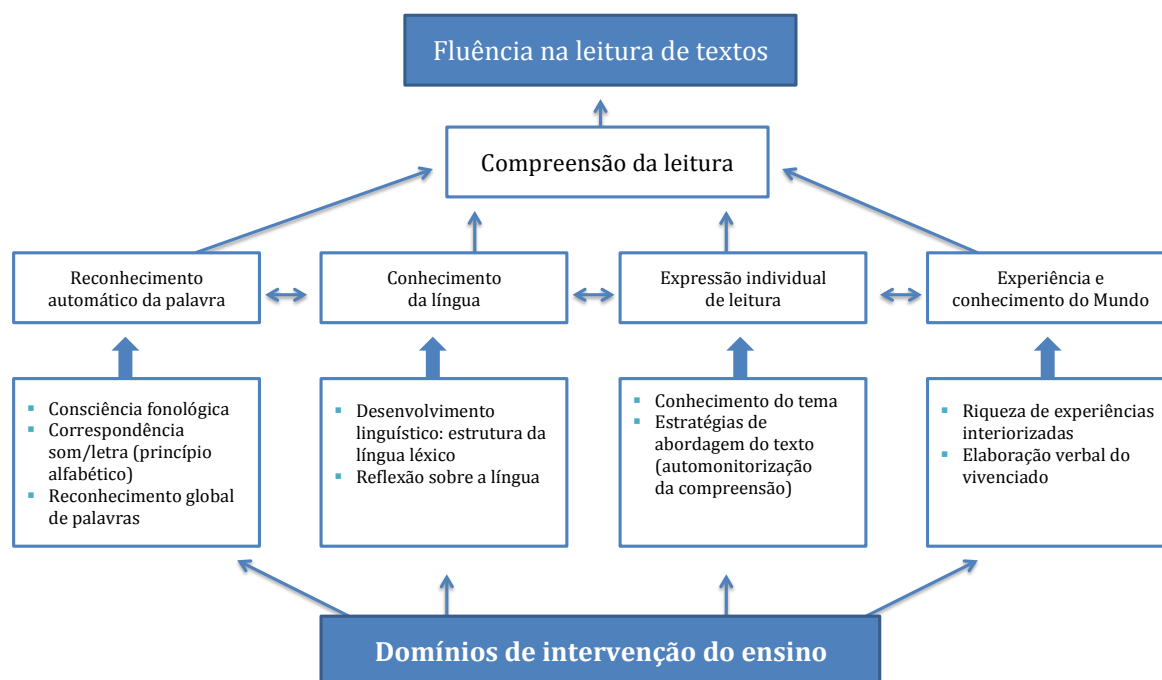 Fluência na leitura de textos
Compreensão da leitura
Reconhecimento
automático da palavra
Conhecimento
da língua
Expressão individual
de leitura
Experiência e
conhecimento do Mundo
Consciência fonológica
Correspondência
som/letra (princípio
alfabético)
Reconhecimento global
de palavras
Desenvolvimento
linguístico: estrutura da
língua léxico
Reflexão sobre a língua
Conhecimento do tema
Estratégias de
abordagem do texto
(automonitorização
da compreensão)
Riqueza de experiências
interiorizadas
Elaboração verbal do
vivenciado
Domínios de intervenção do ensino